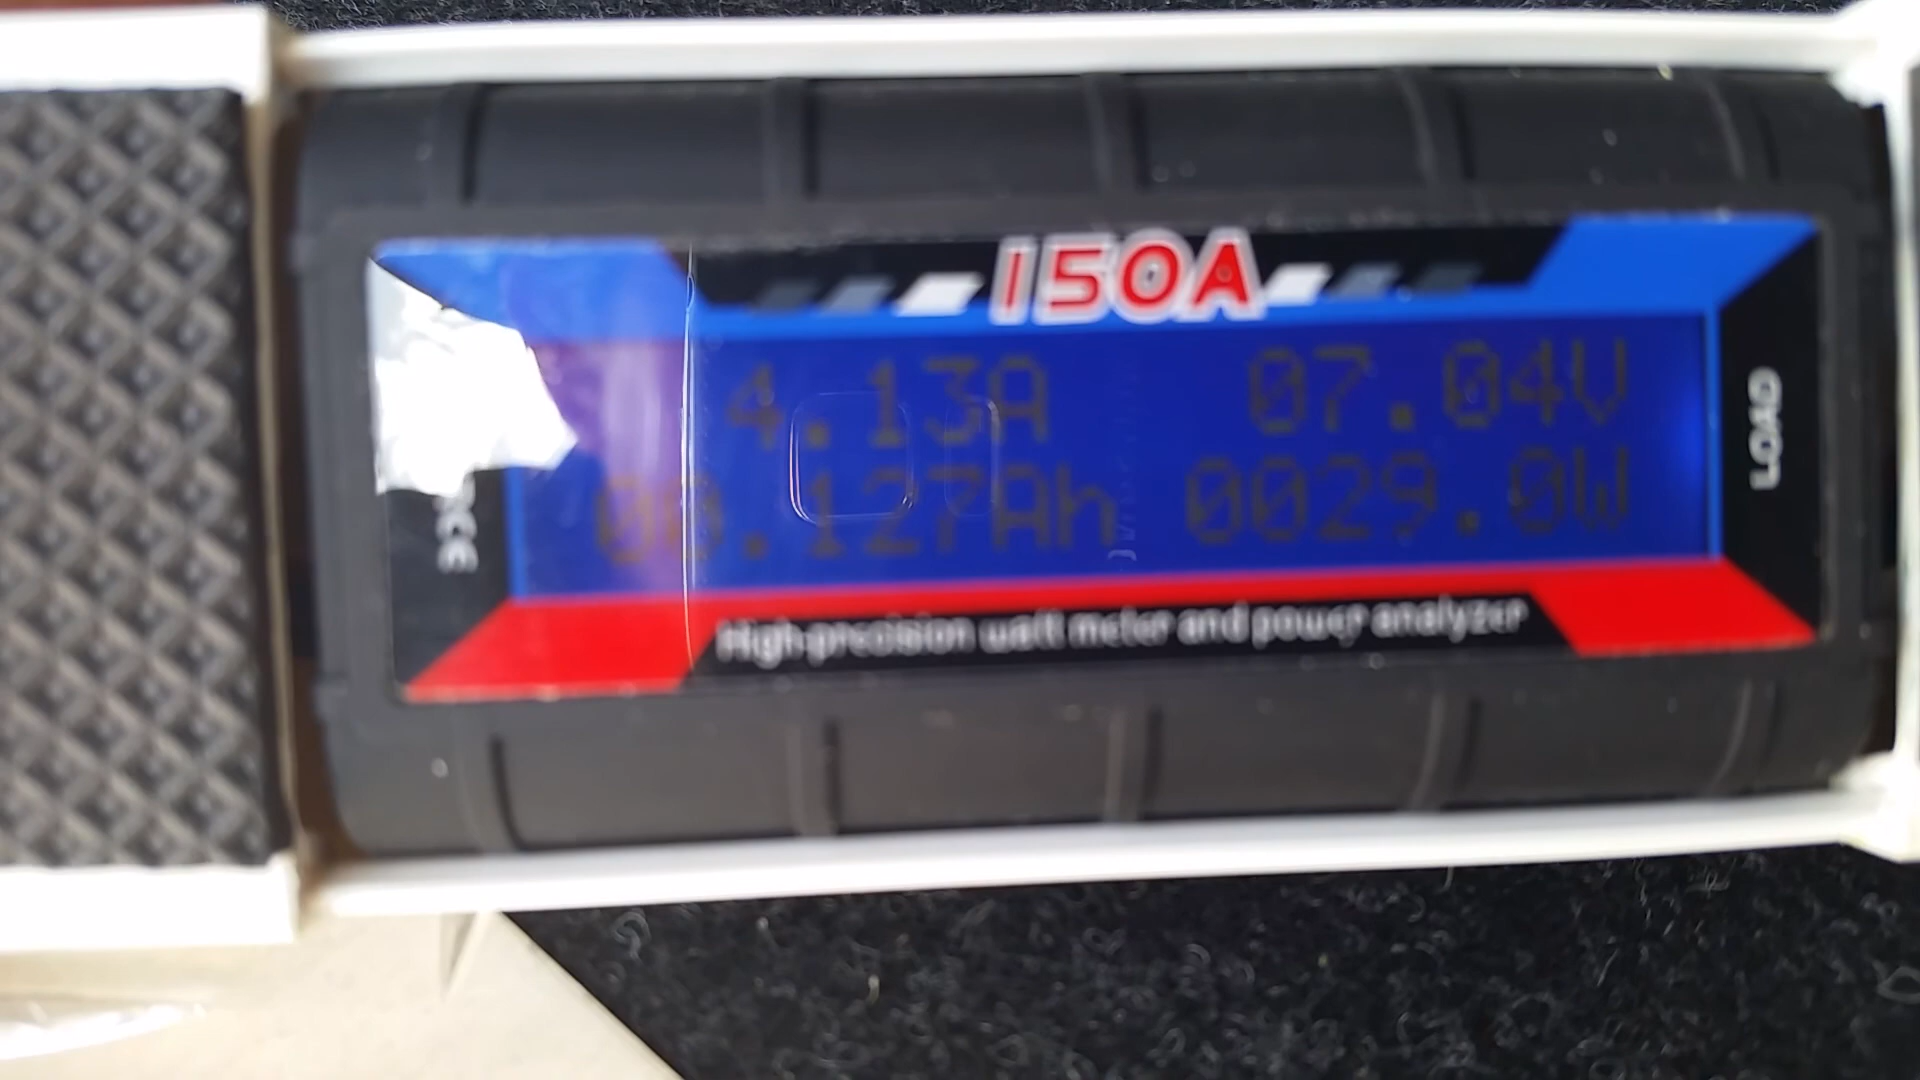 150A
4.13A 07.04V
00.127Ah 0029.0W
High-precision watt meter and power analyzer
LOAD